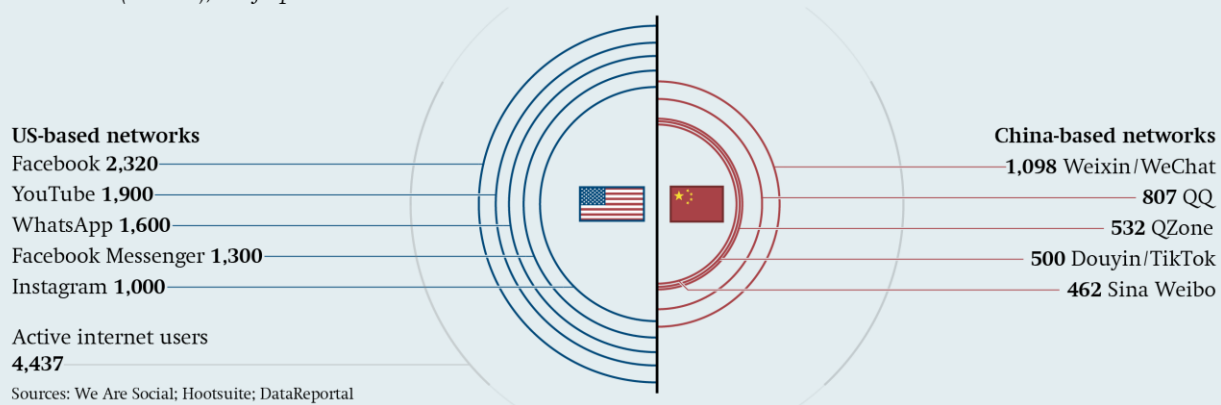 US-based networks
Facebook 2,320
YouTube 1,900
WhatsApp 1,600
Facebook Messenger 1,300
Instagram 1,000
Active internet users
4,437
Sources: We Are Social; Hootsuite; DataReportal
China-based networks
1,098 Weixin/WeChat
807 QQ
532 QZone
500 Douyin/TikTok
462 Sina Weibo